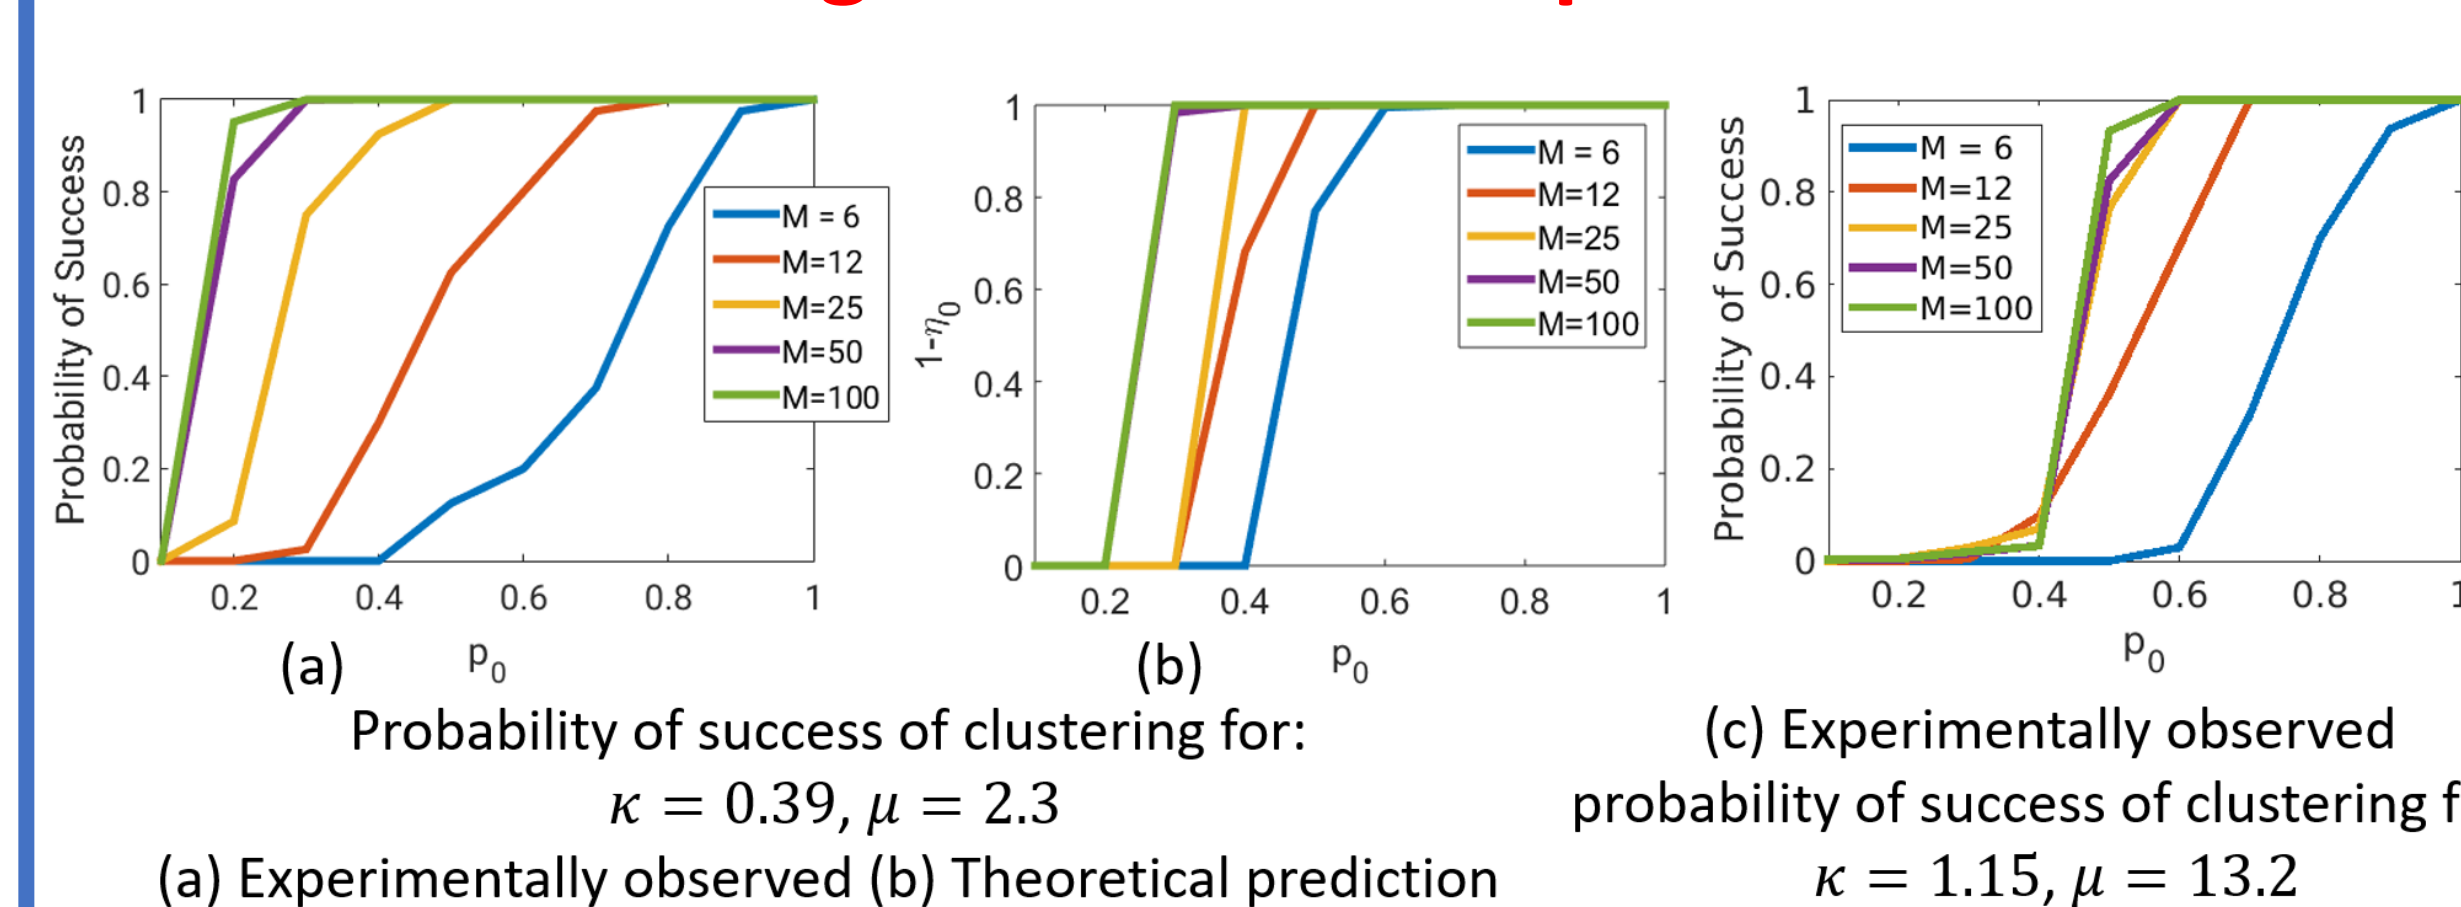 1
0.8
0.6
0.4
0.2
0
Probability of Success
0.2 0.4 0.6 0.8 1
M = 6
M=12
M=25
M=50
M=100
(a) p0
1
0.8
0.6
0.4
0.2
0
1-η0
0.2 0.4 0.6 0.8 1
M = 6
M=12
M=25
M=50
M=100
(b) p0
1
0.8
0.6
0.4
0.2
0
Probability of Success
0.2 0.4 0.6 0.8 1
M = 6
M=12
M=25
M=50
M=100
p0
Probability of success of clustering for:
κ = 0.39, μ = 2.3
(a) Experimentally observed (b) Theoretical prediction
(c) Experimentally observed
probability of success of clustering f
κ = 1.15, μ = 13.2